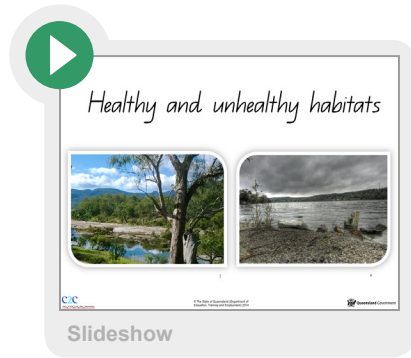 Healthy and unhealthy habitats
C2C
© The State of Queensland (Department of
Education, Training and Employment) 2014
Queensland Government
Slideshow